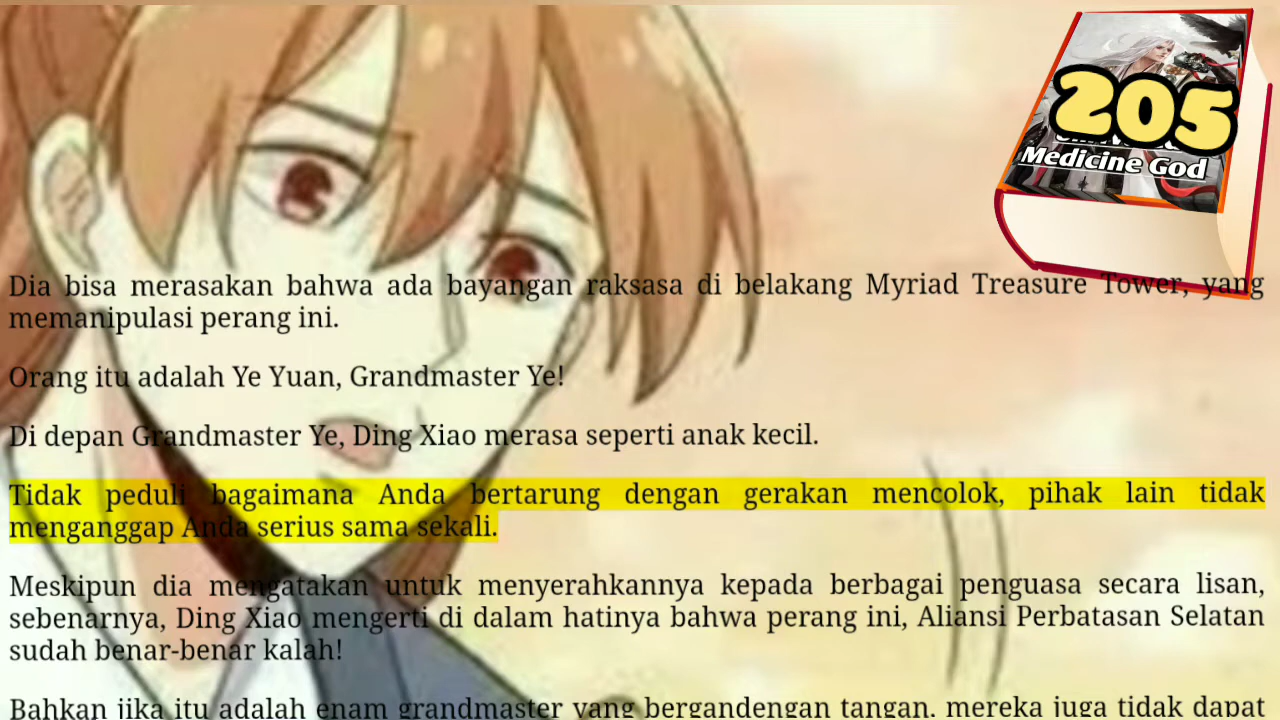 205
Medicine God
Dia bisa merasakan bahwa ada bayangan raksasa di belakang Myriad Treasure Tower, yang
memanipulasi perang ini.
Orang itu adalah Ye Yuan, Grandmaster Ye!
Di depan Grandmaster Ye, Ding Xiao merasa seperti anak kecil.
Tidak peduli bagaimana Anda bertarung dengan gerakan mencolok, pihak lain tidak
menganggap Anda serius sama sekali.
Meskipun dia mengatakan untuk menyerahkannya kepada berbagai penguasa secara lisan,
sebenarnya, Ding Xiao mengerti di dalam hatinya bahwa perang ini, Aliansi Perbatasan Selatan
sudah benar-benar kalah!
Bahkan jika itu adalah enam grandmaster yang bergandengan tangan, mereka juga tidak dapat